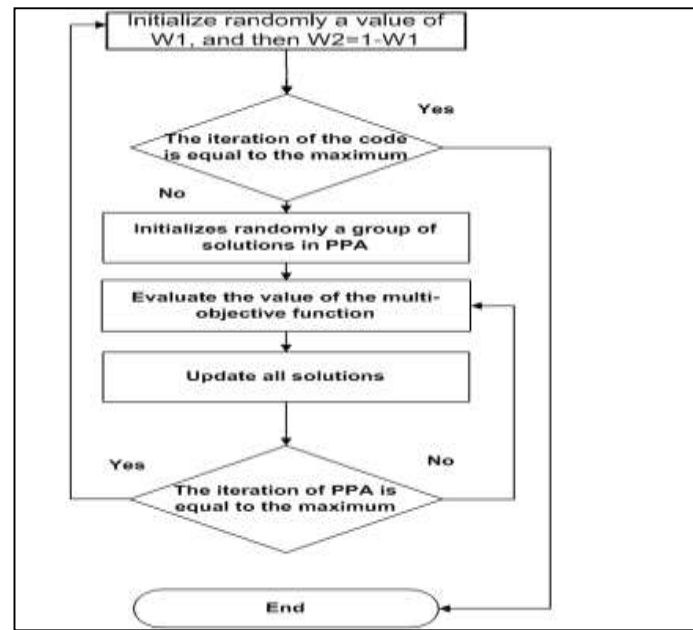 Initialize randomly a value of
W1, and then W2=1-W1
Yes
The iteration of the code
is equal to the maximum
No
Initializes randomly a group of
solutions in PPA
Evaluate the value of the multi-
objective function
Update all solutions
Yes
No
The iteration of PPA is
equal to the maximum
End